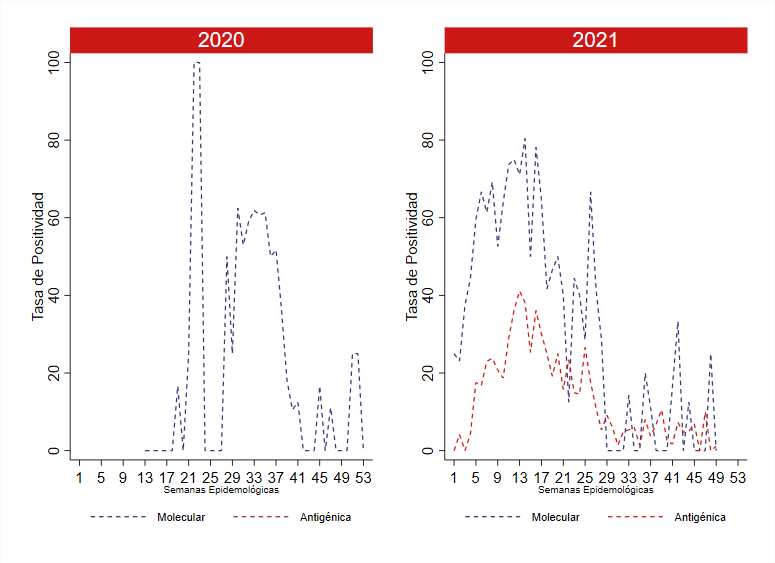 2020
Tasa de Positividad
0 20 40 60 80 100
1 5 9 13 17 21 25 29 33 37 41 45 49 53
Semanas Epidemológicas
Molecular Antigénica
2021
Tasa de Positividad
0 20 40 60 80 100
1 5 9 13 17 21 25 29 33 37 41 45 49 53
Semanas Epidemológicas
Molecular Antigénica